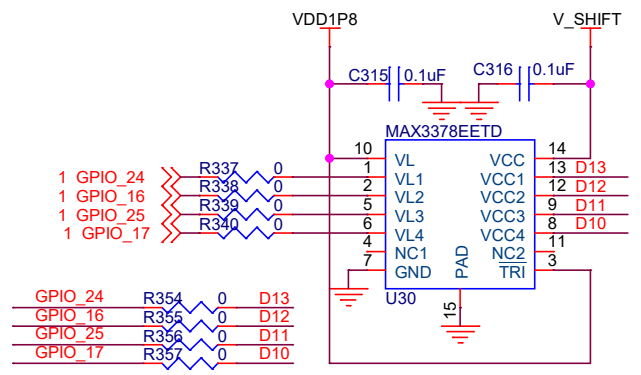 VDD1P8 V_SHIFT
C315 0.1uF C316 0.1uF
MAX3378EETD
10 VL VCC 14
1 GPIO_24 R337 0 1 VL1 VCC1 13 D13
1 GPIO_16 R338 0 2 VL2 VCC2 12 D12
1 GPIO_25 R339 0 5 VL3 VCC3 9 D11
1 GPIO_17 R340 0 6 VL4 VCC4 8 D10
4 NC1 NC2 11
7 GND PAD TRI 3
U30
15
GPIO_24 R354 0 D13
GPIO_16 R355 0 D12
GPIO_25 R356 0 D11
GPIO_17 R357 0 D10